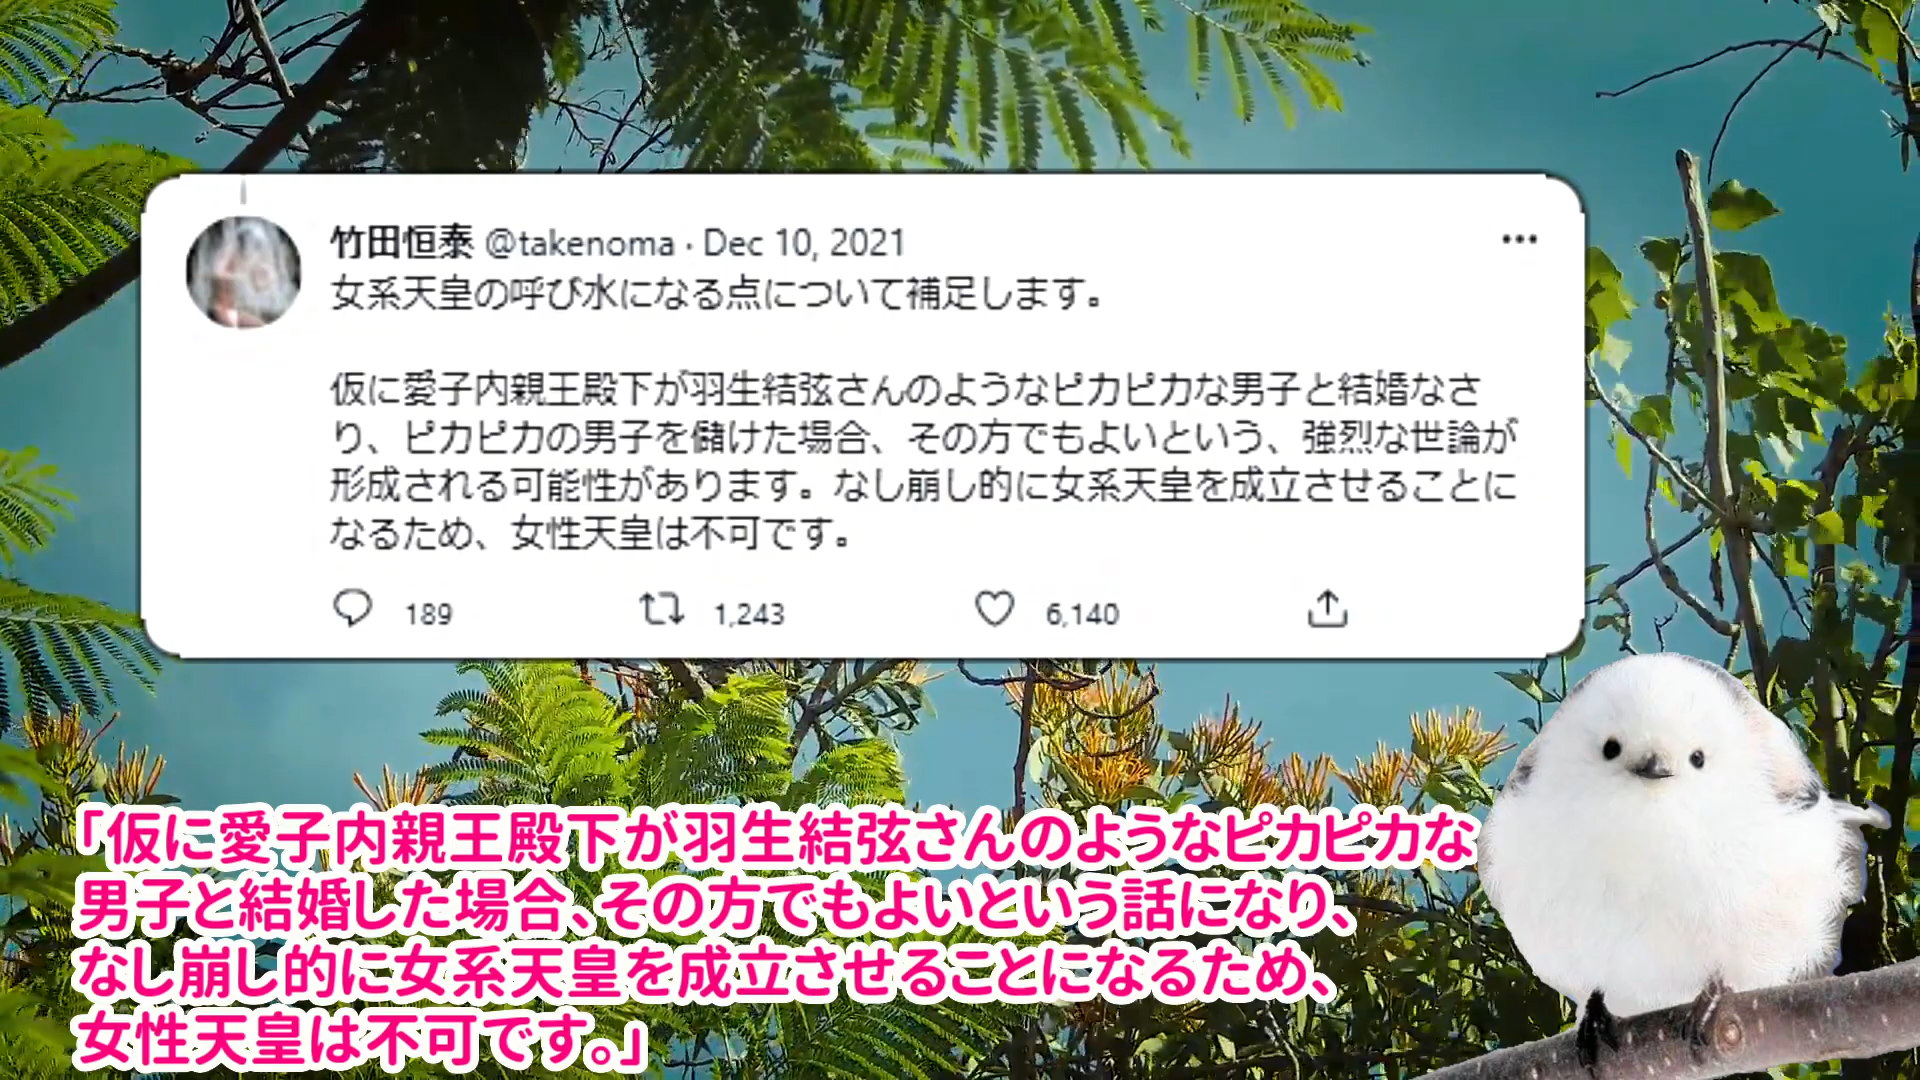 竹田恒泰 @takenoma · Dec 10, 2021
女系天皇の呼び水になる点について補足します。
仮に愛子内親王殿下が羽生結弦さんのようなピカピカな男子と結婚なさ
り、ピカピカの男子を儲けた場合、その方でもよいという、強烈な世論が
形成される可能性があります。なし崩し的に女系天皇を成立させることに
なるため、女性天皇は不可です。
189 1,243 6,140
「仮に愛子内親王殿下が羽生結弦さんのようなピカピカな
男子と結婚した場合、その方でもよいという話になり、
なし崩し的に女系天皇を成立させることになるため、
女性天皇は不可です。」